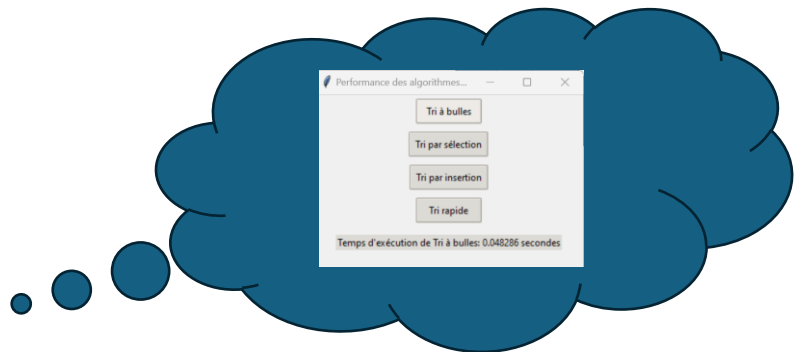 Performance des algorithmes...
Tri à bulles
Tri par sélection
Tri par insertion
Tri rapide
Temps d'exécution de Tri à bulles: 0.048286 secondes